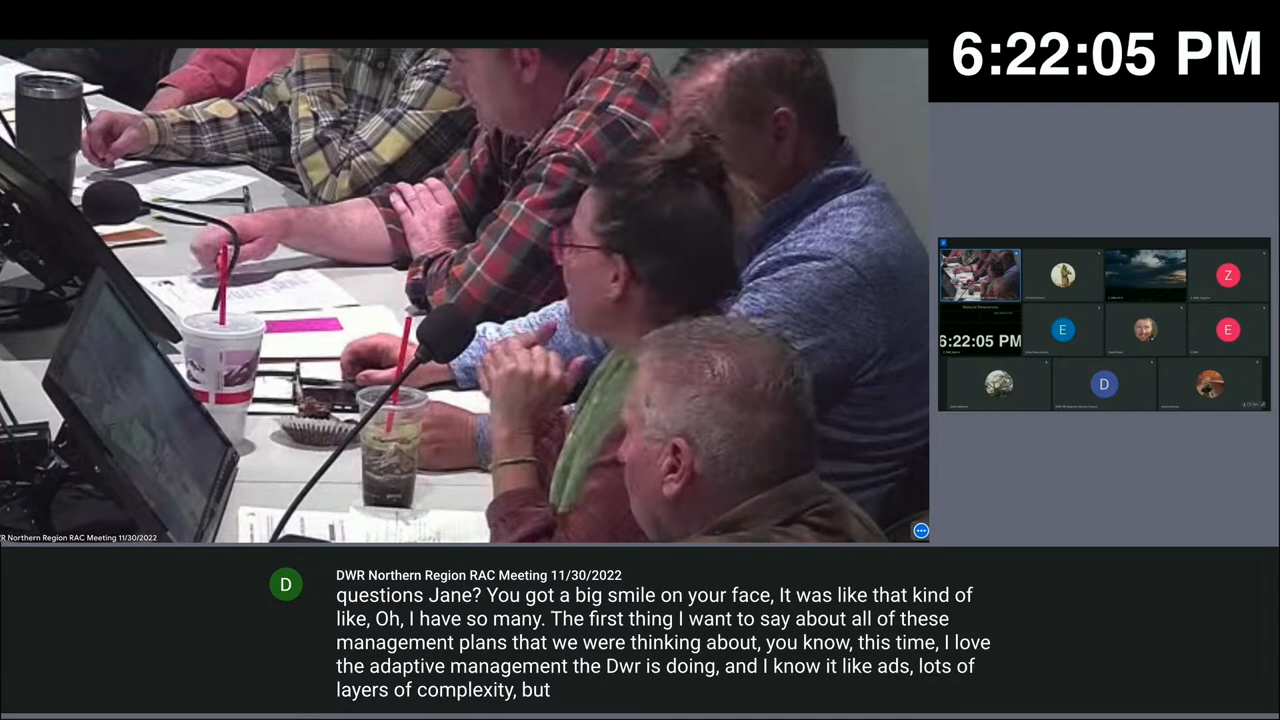 6:22:05 PM
Z
Natural Resources
6:22:05 PM
E
E
D
R Northern Region RAC Meeting 11/30/2022
D
DWR Northern Region RAC Meeting 11/30/2022
questions Jane? You got a big smile on your face, It was like that kind of
like, Oh, I have so many. The first thing I want to say about all of these
management plans that we were thinking about, you know, this time, I love
the adaptive management the Dwr is doing, and I know it like ads, lots of
layers of complexity, but